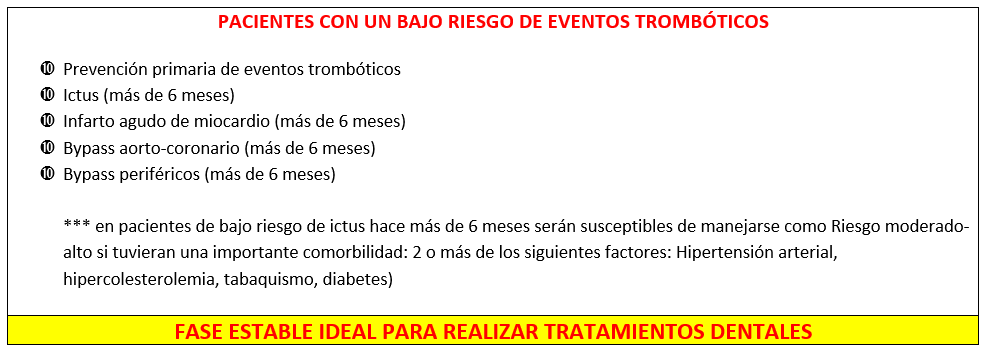 PACIENTES CON UN BAJO RIESGO DE EVENTOS TROMBÓTICOS
❿ Prevención primaria de eventos trombóticos
❿ Ictus (más de 6 meses)
❿ Infarto agudo de miocardio (más de 6 meses)
❿ Bypass aorto-coronario (más de 6 meses)
❿ Bypass periféricos (más de 6 meses)
*** en pacientes de bajo riesgo de ictus hace más de 6 meses serán susceptibles de manejarse como Riesgo moderado-
alto si tuvieran una importante comorbilidad: 2 o más de los siguientes factores: Hipertensión arterial,
hipercolesterolemia, tabaquismo, diabetes)
FASE ESTABLE IDEAL PARA REALIZAR TRATAMIENTOS DENTALES